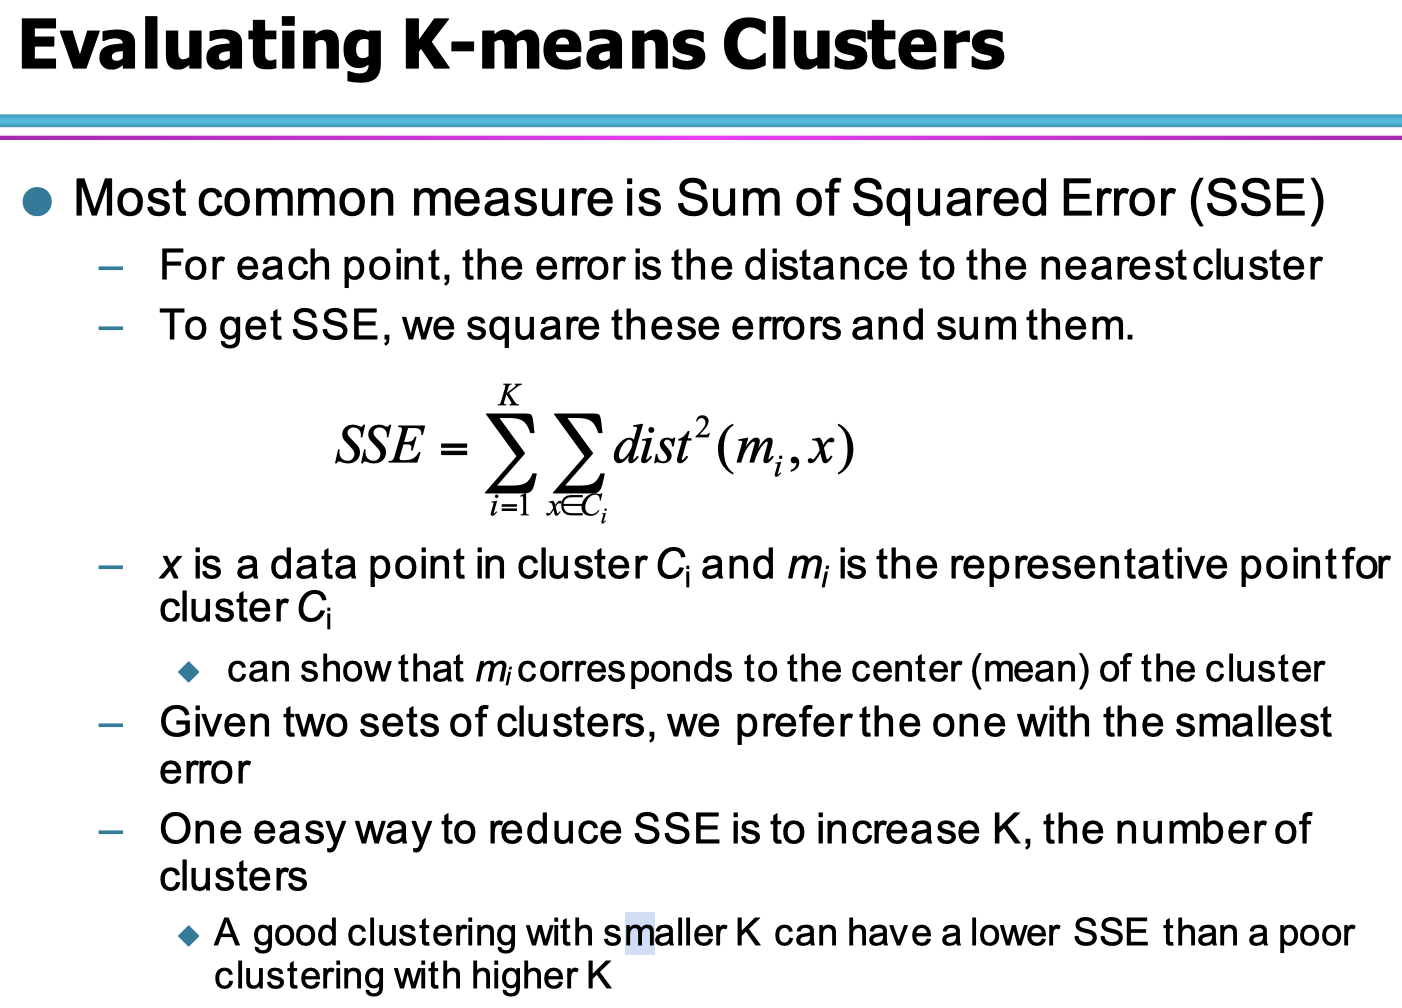 Evaluating K-means Clusters
● Most common measure is Sum of Squared Error (SSE)
– For each point, the error is the distance to the nearest cluster
– To get SSE, we square these errors and sum them.
SSE = \sum_{i=1}^{K} \sum_{x \in C_i} dist^2(m_i, x)
– x is a data point in cluster C_i and m_i is the representative point for
cluster C_i
◆ can show that m_i corresponds to the center (mean) of the cluster
– Given two sets of clusters, we prefer the one with the smallest
error
– One easy way to reduce SSE is to increase K, the number of
clusters
◆ A good clustering with smaller K can have a lower SSE than a poor
clustering with higher K